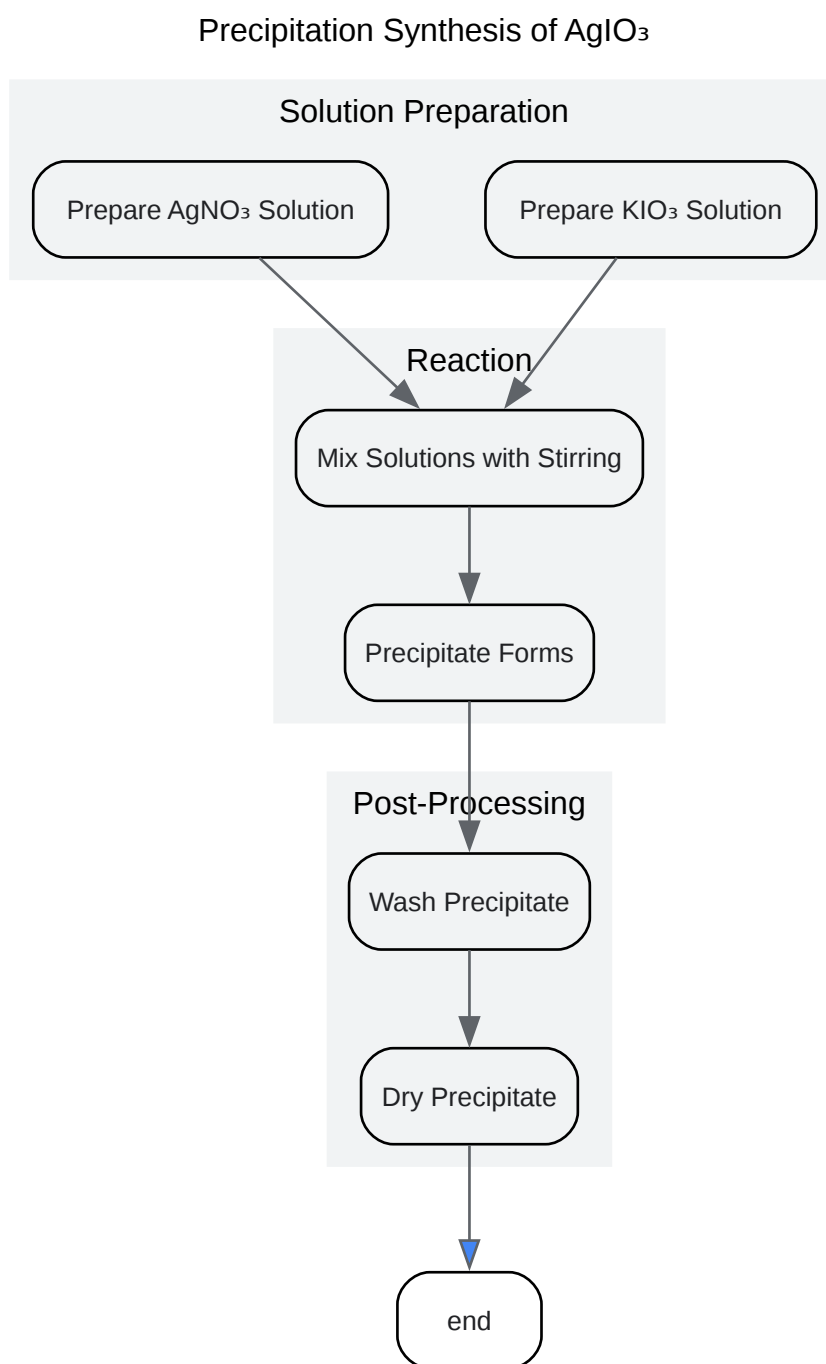 Precipitation Synthesis of AgIO₃
Solution Preparation
Prepare AgNO₃ Solution
Prepare KIO₃ Solution
Reaction
Mix Solutions with Stirring
Precipitate Forms
Post-Processing
Wash Precipitate
Dry Precipitate
end